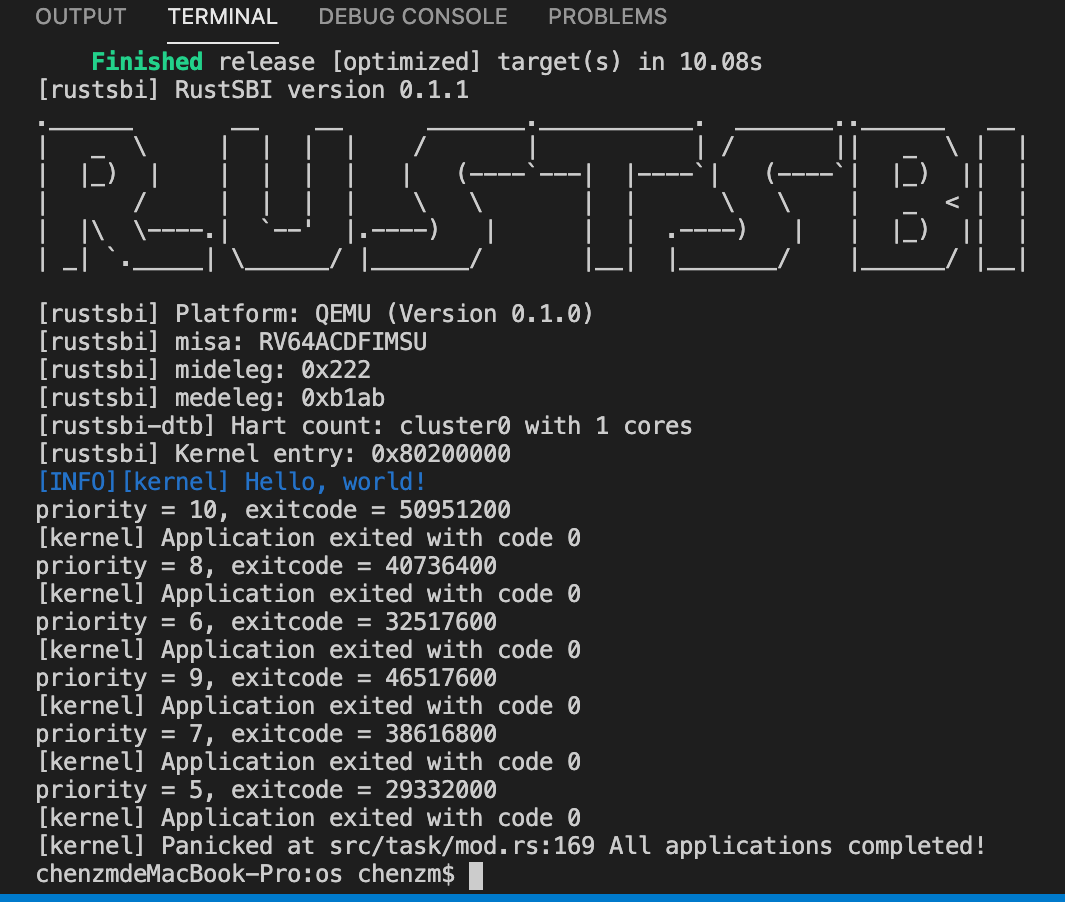 OUTPUT TERMINAL DEBUG CONSOLE PROBLEMS
Finished release [optimized] target(s) in 10.08s
[rustsbi] RustSBI version 0.1.1
RUSTSBI
[rustsbi] Platform: QEMU (Version 0.1.0)
[rustsbi] misa: RV64ACDFIMSU
[rustsbi] mideleg: 0x222
[rustsbi] medeleg: 0xb1ab
[rustsbi-dtb] Hart count: cluster0 with 1 cores
[rustsbi] Kernel entry: 0x80200000
[INFO][kernel] Hello, world!
priority = 10, exitcode = 50951200
[kernel] Application exited with code 0
priority = 8, exitcode = 40736400
[kernel] Application exited with code 0
priority = 6, exitcode = 32517600
[kernel] Application exited with code 0
priority = 9, exitcode = 46517600
[kernel] Application exited with code 0
priority = 7, exitcode = 38616800
[kernel] Application exited with code 0
priority = 5, exitcode = 29332000
[kernel] Application exited with code 0
[kernel] Panicked at src/task/mod.rs:169 All applications completed!
chenzmdeMacBook-Pro:os chenzm$